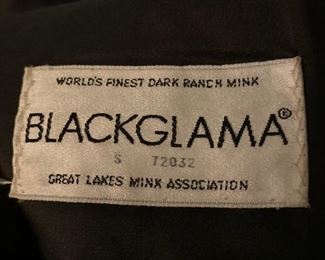 WORLD'S FINEST DARK RANCH MINK
BLACKGLAMA®
S 72032
GREAT LAKES MINK ASSOCIATION